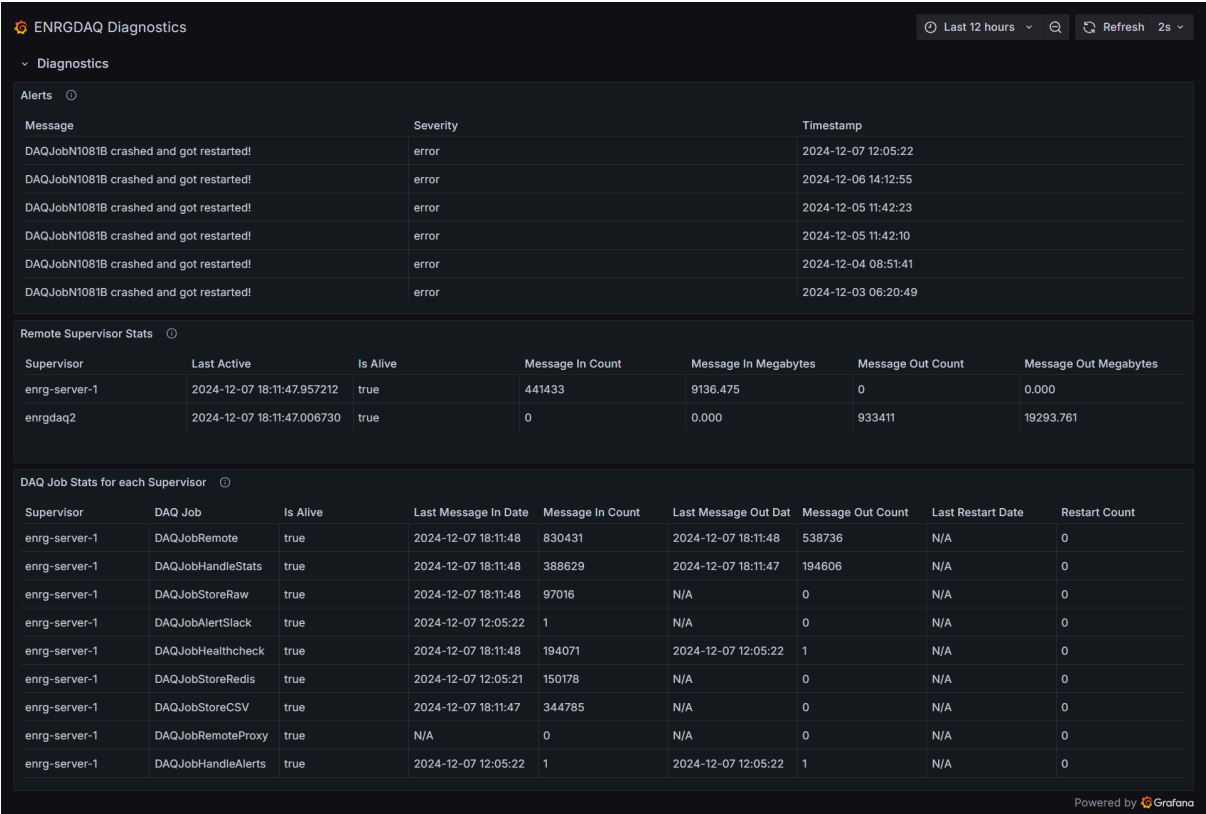 ENRGDAQ Diagnostics Last 12 hours Refresh 2s
Diagnostics
Alerts
Message Severity Timestamp
DAQJobN1081B crashed and got restarted! error 2024-12-07 12:05:22
DAQJobN1081B crashed and got restarted! error 2024-12-06 14:12:55
DAQJobN1081B crashed and got restarted! error 2024-12-05 11:42:23
DAQJobN1081B crashed and got restarted! error 2024-12-05 11:42:10
DAQJobN1081B crashed and got restarted! error 2024-12-04 08:51:41
DAQJobN1081B crashed and got restarted! error 2024-12-03 06:20:49
Remote Supervisor Stats
Supervisor Last Active Is Alive Message In Count Message In Megabytes Message Out Count Message Out Megabytes
enrg-server-1 2024-12-07 18:11:47.957212 true 441433 9136.475 0 0.000
enrgdaq2 2024-12-07 18:11:47.006730 true 0 0.000 933411 19293.761
DAQ Job Stats for each Supervisor
Supervisor DAQ Job Is Alive Last Message In Date Message In Count Last Message Out Dat Message Out Count Last Restart Date Restart Count
enrg-server-1 DAQJobRemote true 2024-12-07 18:11:48 830431 2024-12-07 18:11:48 538736 N/A 0
enrg-server-1 DAQJobHandleStats true 2024-12-07 18:11:48 388629 2024-12-07 18:11:47 194606 N/A 0
enrg-server-1 DAQJobStoreRaw true 2024-12-07 18:11:48 97016 N/A 0 N/A 0
enrg-server-1 DAQJobAlertSlack true 2024-12-07 12:05:22 1 N/A 0 N/A 0
enrg-server-1 DAQJobHealthcheck true 2024-12-07 18:11:48 194071 2024-12-07 12:05:22 1 N/A 0
enrg-server-1 DAQJobStoreRedis true 2024-12-07 12:05:21 150178 N/A 0 N/A 0
enrg-server-1 DAQJobStoreCSV true 2024-12-07 18:11:47 344785 N/A 0 N/A 0
enrg-server-1 DAQJobRemoteProxy true N/A 0 N/A 0 N/A 0
enrg-server-1 DAQJobHandleAlerts true 2024-12-07 12:05:22 1 2024-12-07 12:05:22 1 N/A 0
Powered by Grafana